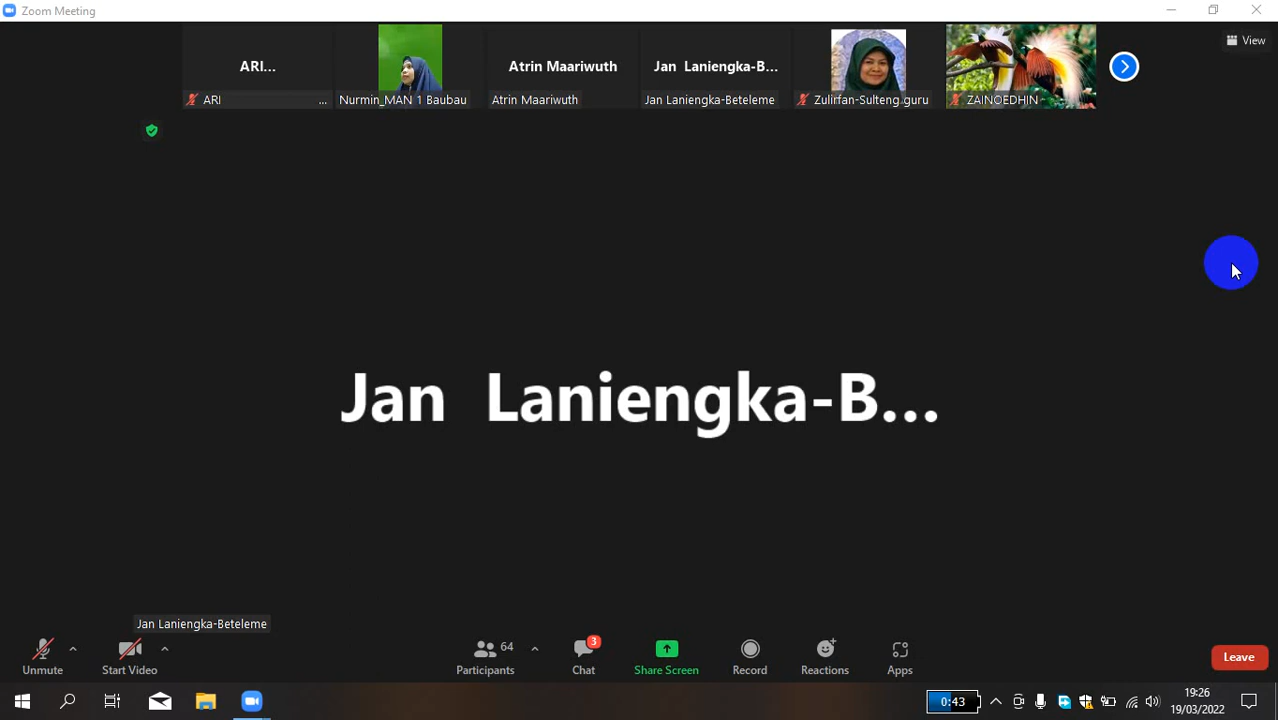 Zoom Meeting
ARI...
ARI ...
Nurmin_MAN 1 Baubau
Atrin Maariwuth
Atrin Maariwuth
Jan Laniengka-B...
Jan Laniengka-Beteleme
Zulirfan-Sulteng.guru
ZAINOEDHIN -
View
Jan Laniengka-B...
Jan Laniengka-Beteleme
Unmute
Start Video
64
Participants
3
Chat
Share Screen
Record
Reactions
Apps
Leave
0:43
19:26
19/03/2022